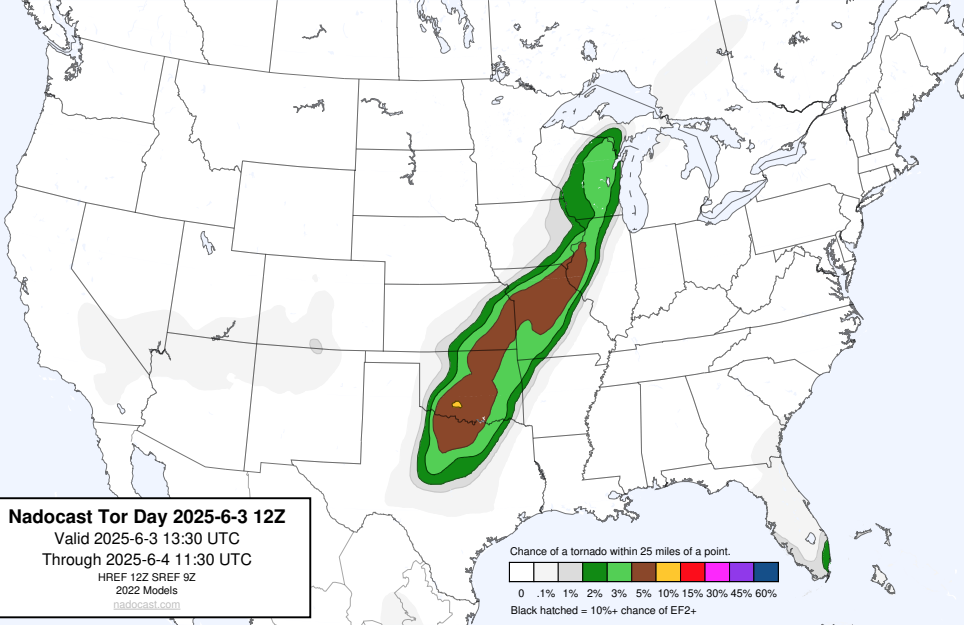 Nadocast Tor Day 2025-6-3 12Z
Valid 2025-6-3 13:30 UTC
Through 2025-6-4 11:30 UTC
HREF 12Z SREF 9Z
2022 Models
nadocast.com
Chance of a tornado within 25 miles of a point.
0 .1% 1% 2% 3% 5% 10% 15% 30% 45% 60%
Black hatched = 10%+ chance of EF2+